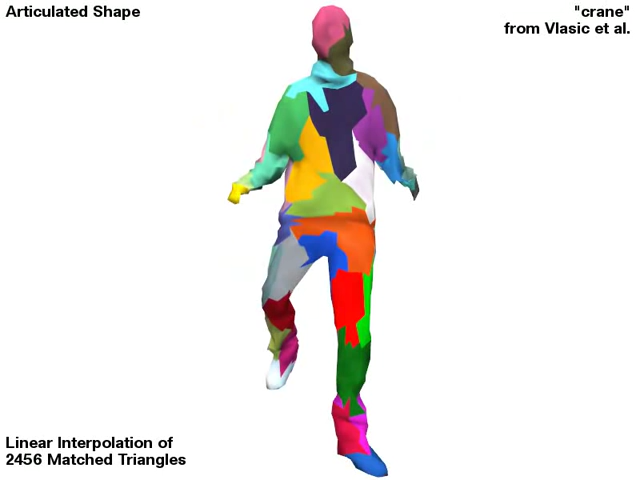 Articulated Shape
"crane"
from Vlasic et al.
Linear Interpolation of
2456 Matched Triangles